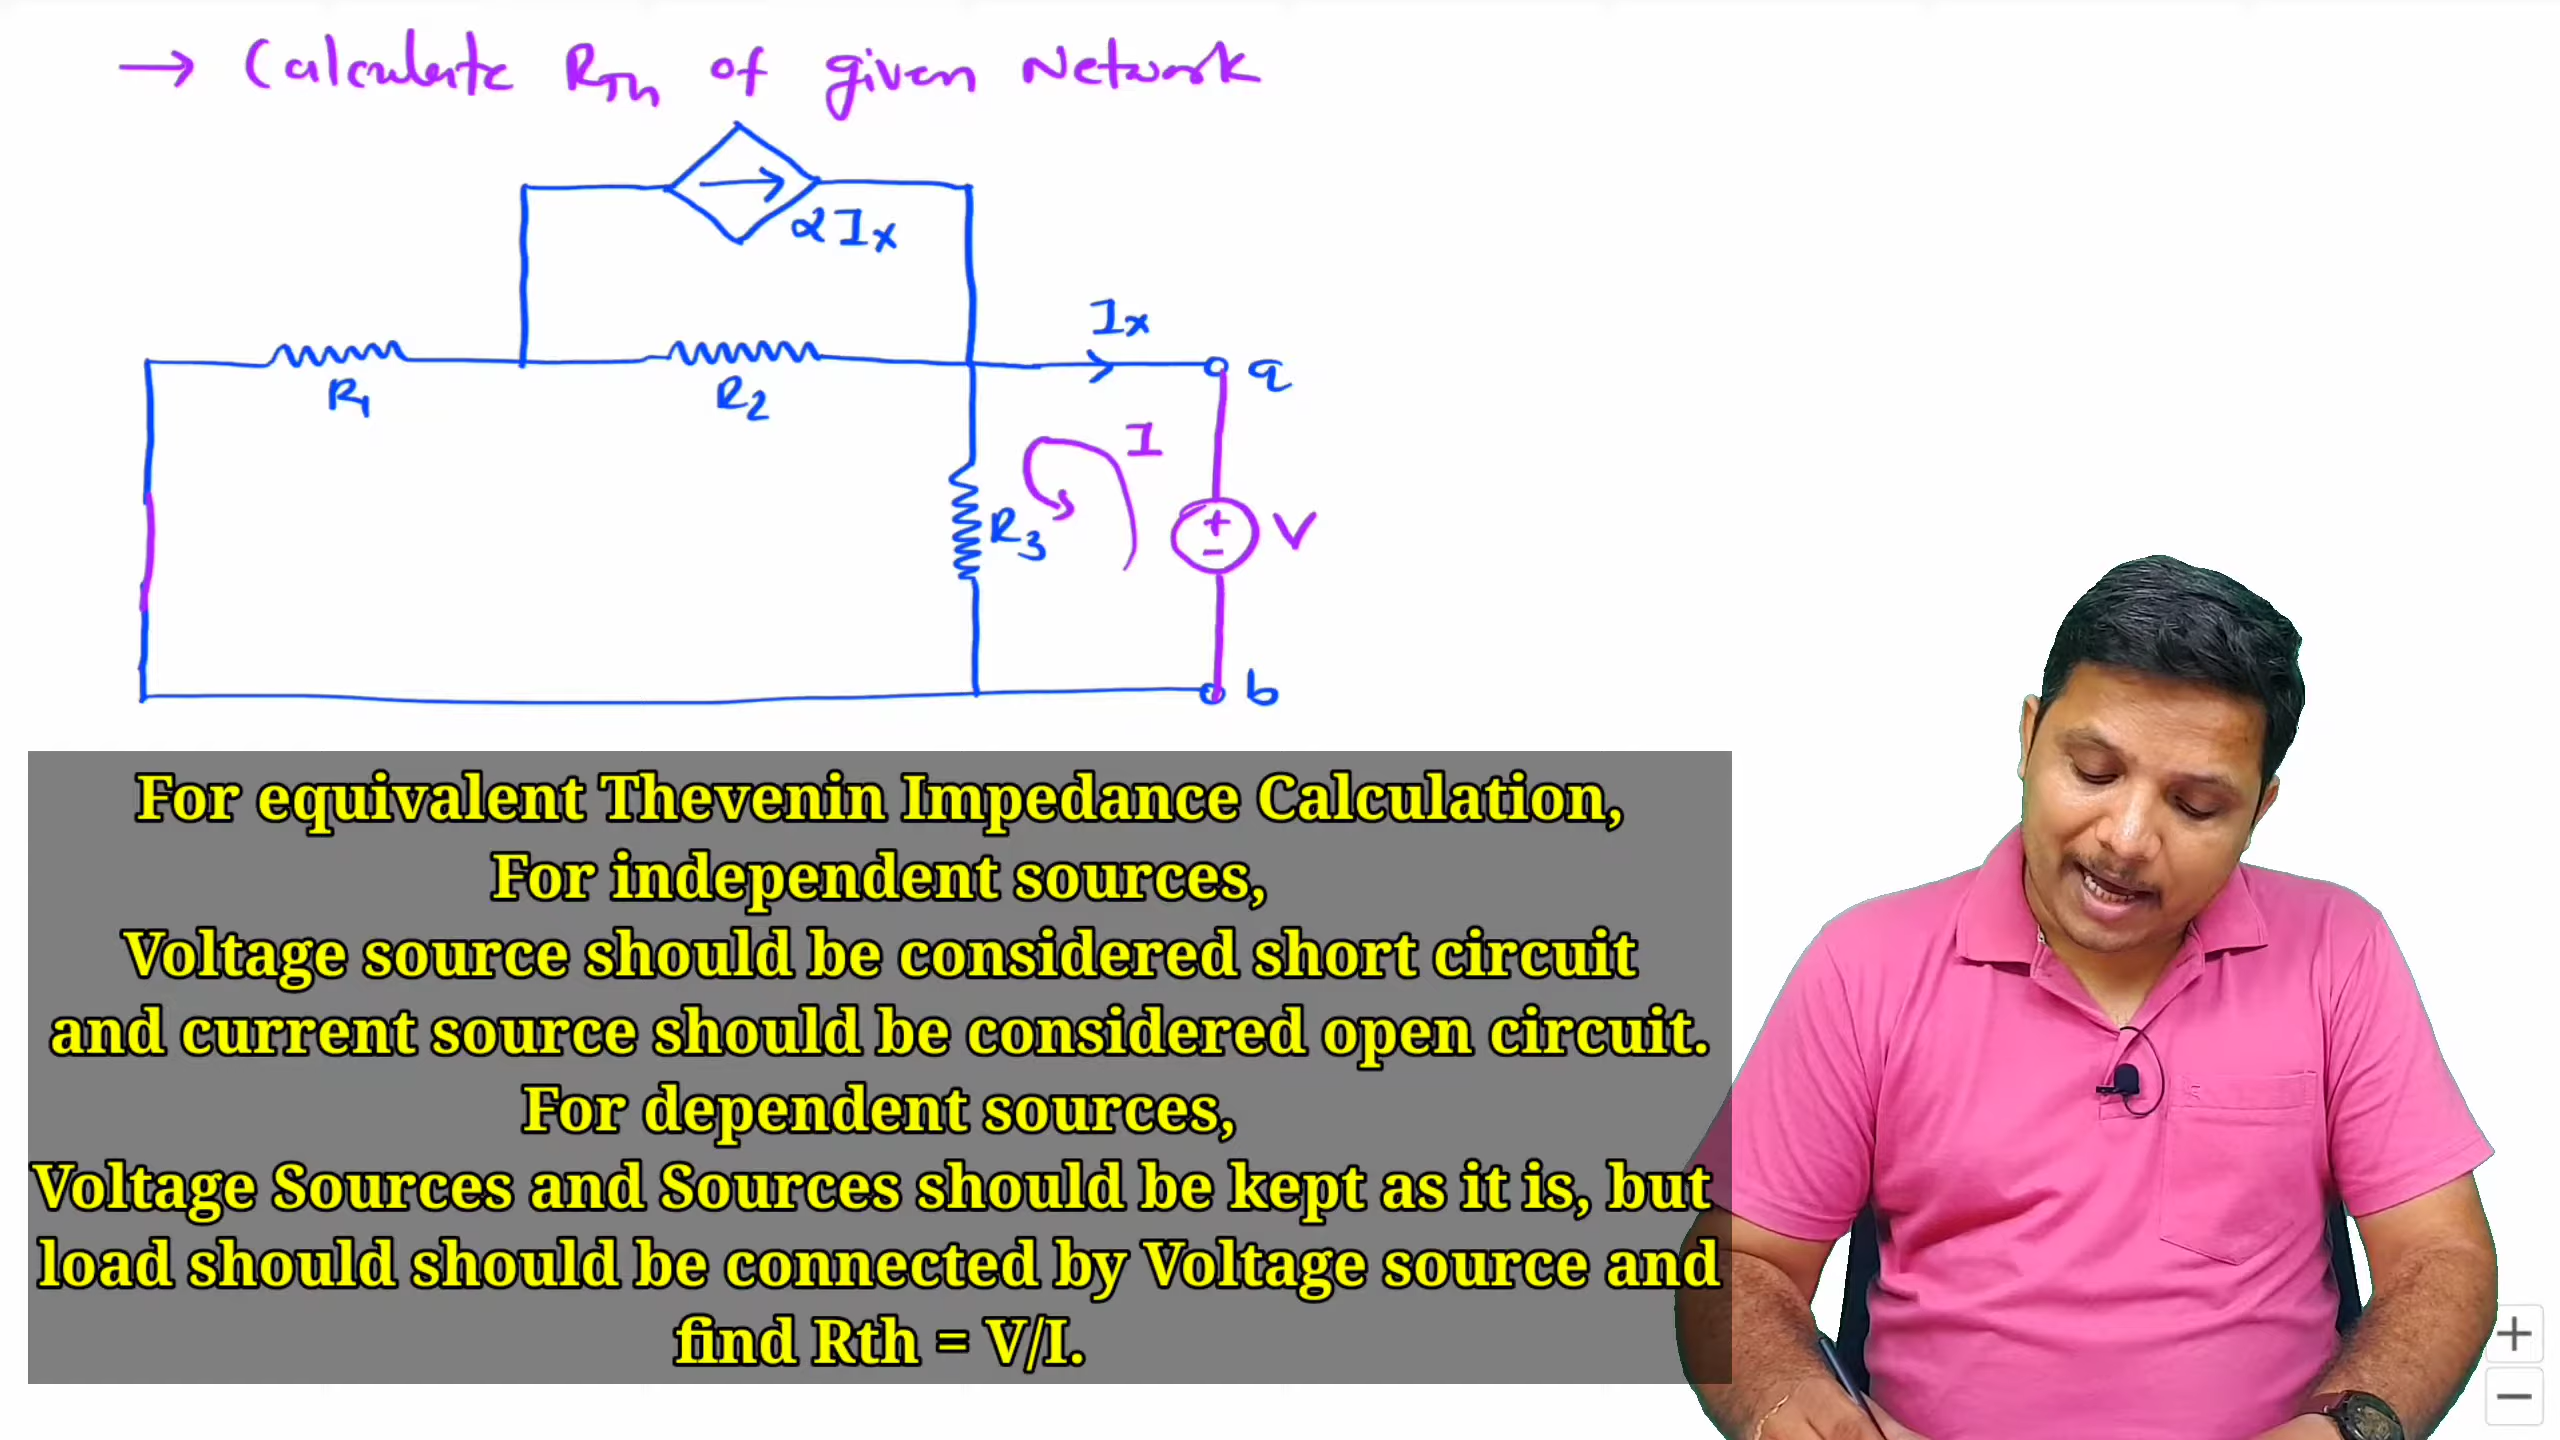 → Calculate RTh of given Network
αIx
Ix
R1
R2
a
I
R3
+
-
V
b
For equivalent Thevenin Impedance Calculation,
For independent sources,
Voltage source should be considered short circuit
and current source should be considered open circuit.
For dependent sources,
Voltage Sources and Sources should be kept as it is, but
load should should be connected by Voltage source and
find Rth = V/I.
+
−